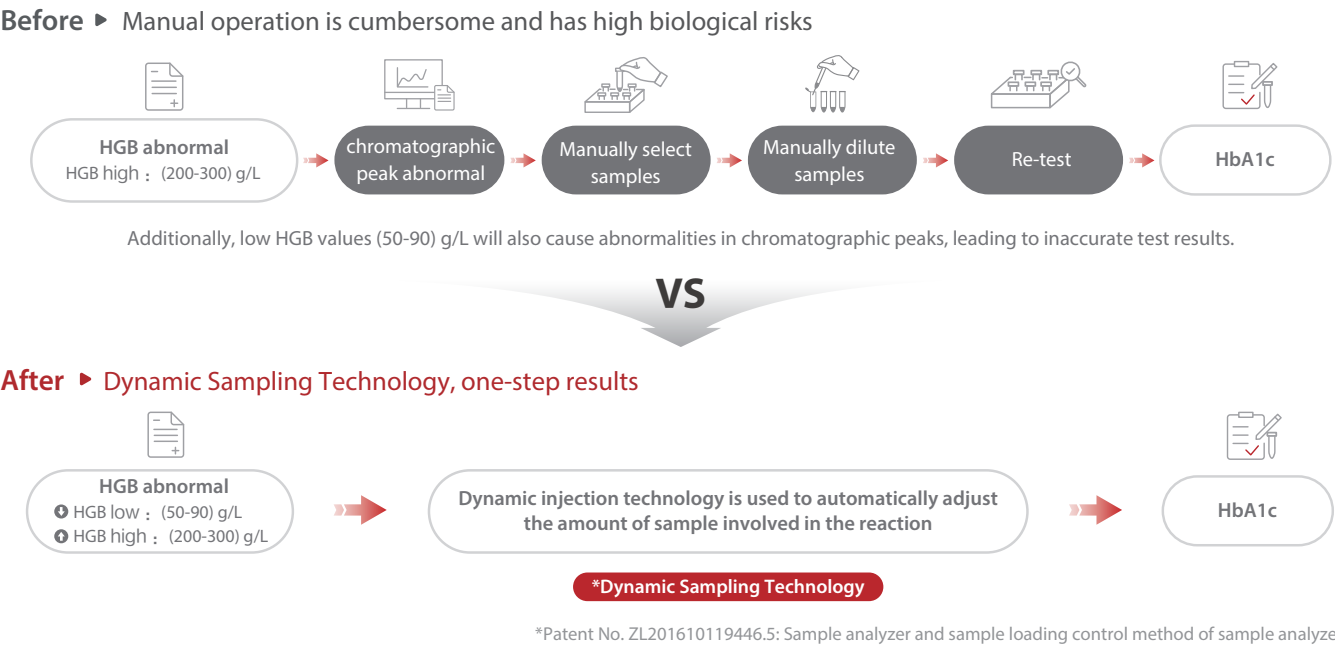 Before ▶ Manual operation is cumbersome and has high biological risks
HGB abnormal
HGB high : (200-300) g/L
chromatographic
peak abnormal
Manually select
samples
Manually dilute
samples
Re-test
HbA1c
Additionally, low HGB values (50-90) g/L will also cause abnormalities in chromatographic peaks, leading to inaccurate test results.
VS
After ▶ Dynamic Sampling Technology, one-step results
HGB abnormal
HGB low : (50-90) g/L
HGB high : (200-300) g/L
Dynamic injection technology is used to automatically adjust
the amount of sample involved in the reaction
HbA1c
*Dynamic Sampling Technology
*Patent No. ZL201610119446.5: Sample analyzer and sample loading control method of sample analyze